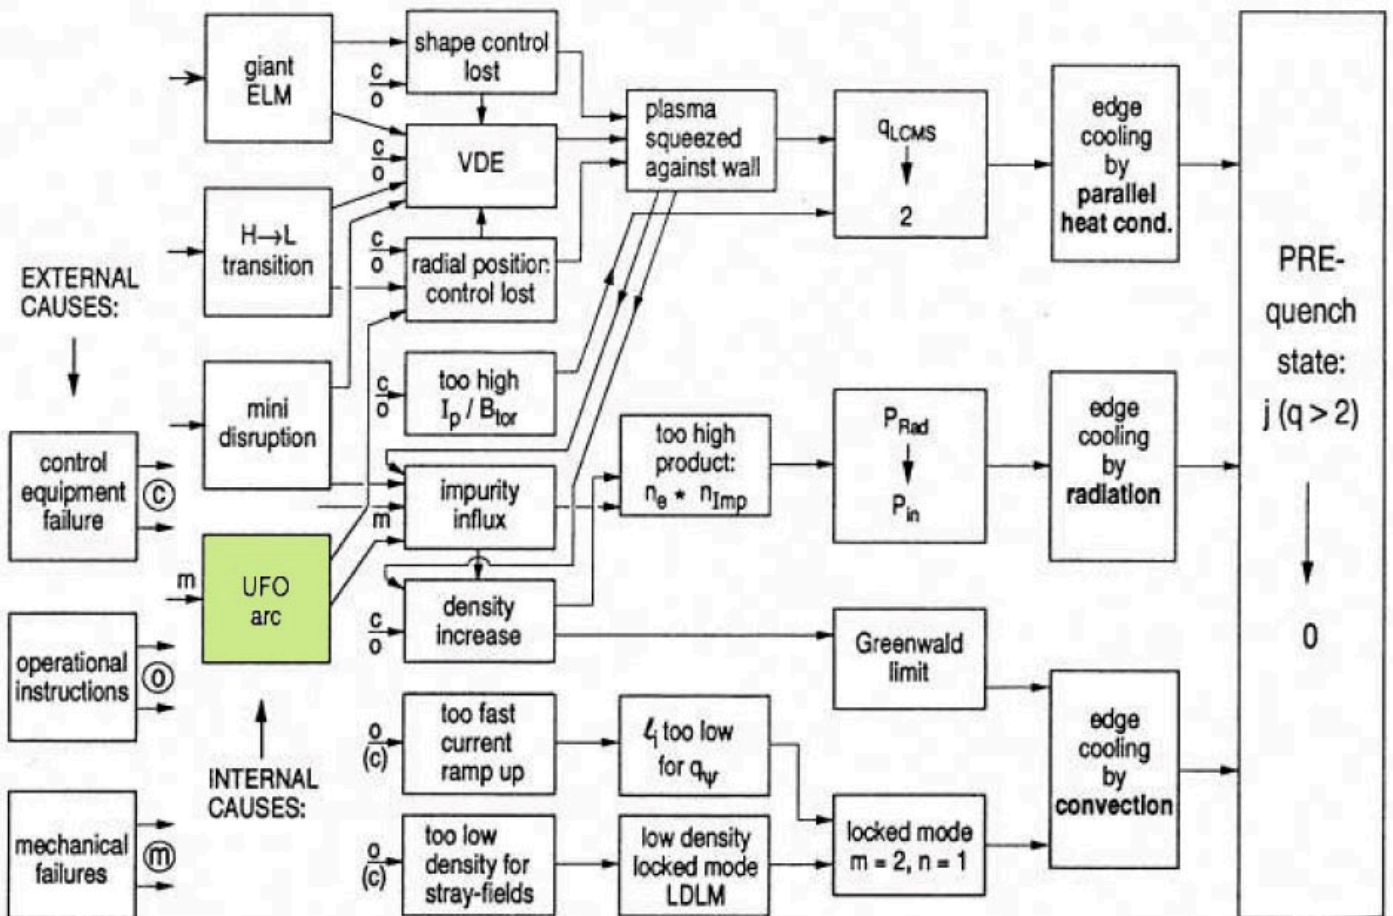 EXTERNAL
CAUSES:
control
equipment
failure
c
operational
instructions
o
mechanical
failures
m
giant
ELM
H→L
transition
mini
disruption
m
UFO
arc
INTERNAL
CAUSES:
c
o
shape control
lost
c
o
VDE
c
o
radial position
control lost
c
o
too high
Ip / Btor
m
impurity
influx
c
o
density
increase
o
(c)
too fast
current
ramp up
o
(c)
too low
density for
stray-fields
plasma
squeezed
against wall
too high
product:
ne * nImp
ℓi too low
for qψ
low density
locked mode
LDLM
qLCMS
↓
2
PRad
↓
Pin
Greenwald
limit
locked mode
m = 2, n = 1
edge
cooling
by
parallel
heat cond.
edge
cooling
by
radiation
edge
cooling
by
convection
PRE-
quench
state:
j (q > 2)
↓
0